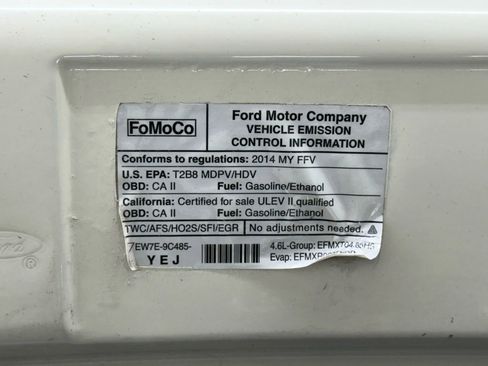 FoMoCo
Ford Motor Company
VEHICLE EMISSION
CONTROL INFORMATION
Conforms to regulations: 2014 MY FFV
U.S. EPA: T2B8 MDPV/HDV
OBD: CA II Fuel: Gasoline/Ethanol
California: Certified for sale ULEV II qualified
OBD: CA II Fuel: Gasoline/Ethanol
TWC/AFS/HO2S/SFI/EGR No adjustments needed.
7EW7E-9C485- 4.6L-Group:
YEJ Evap:
Ford